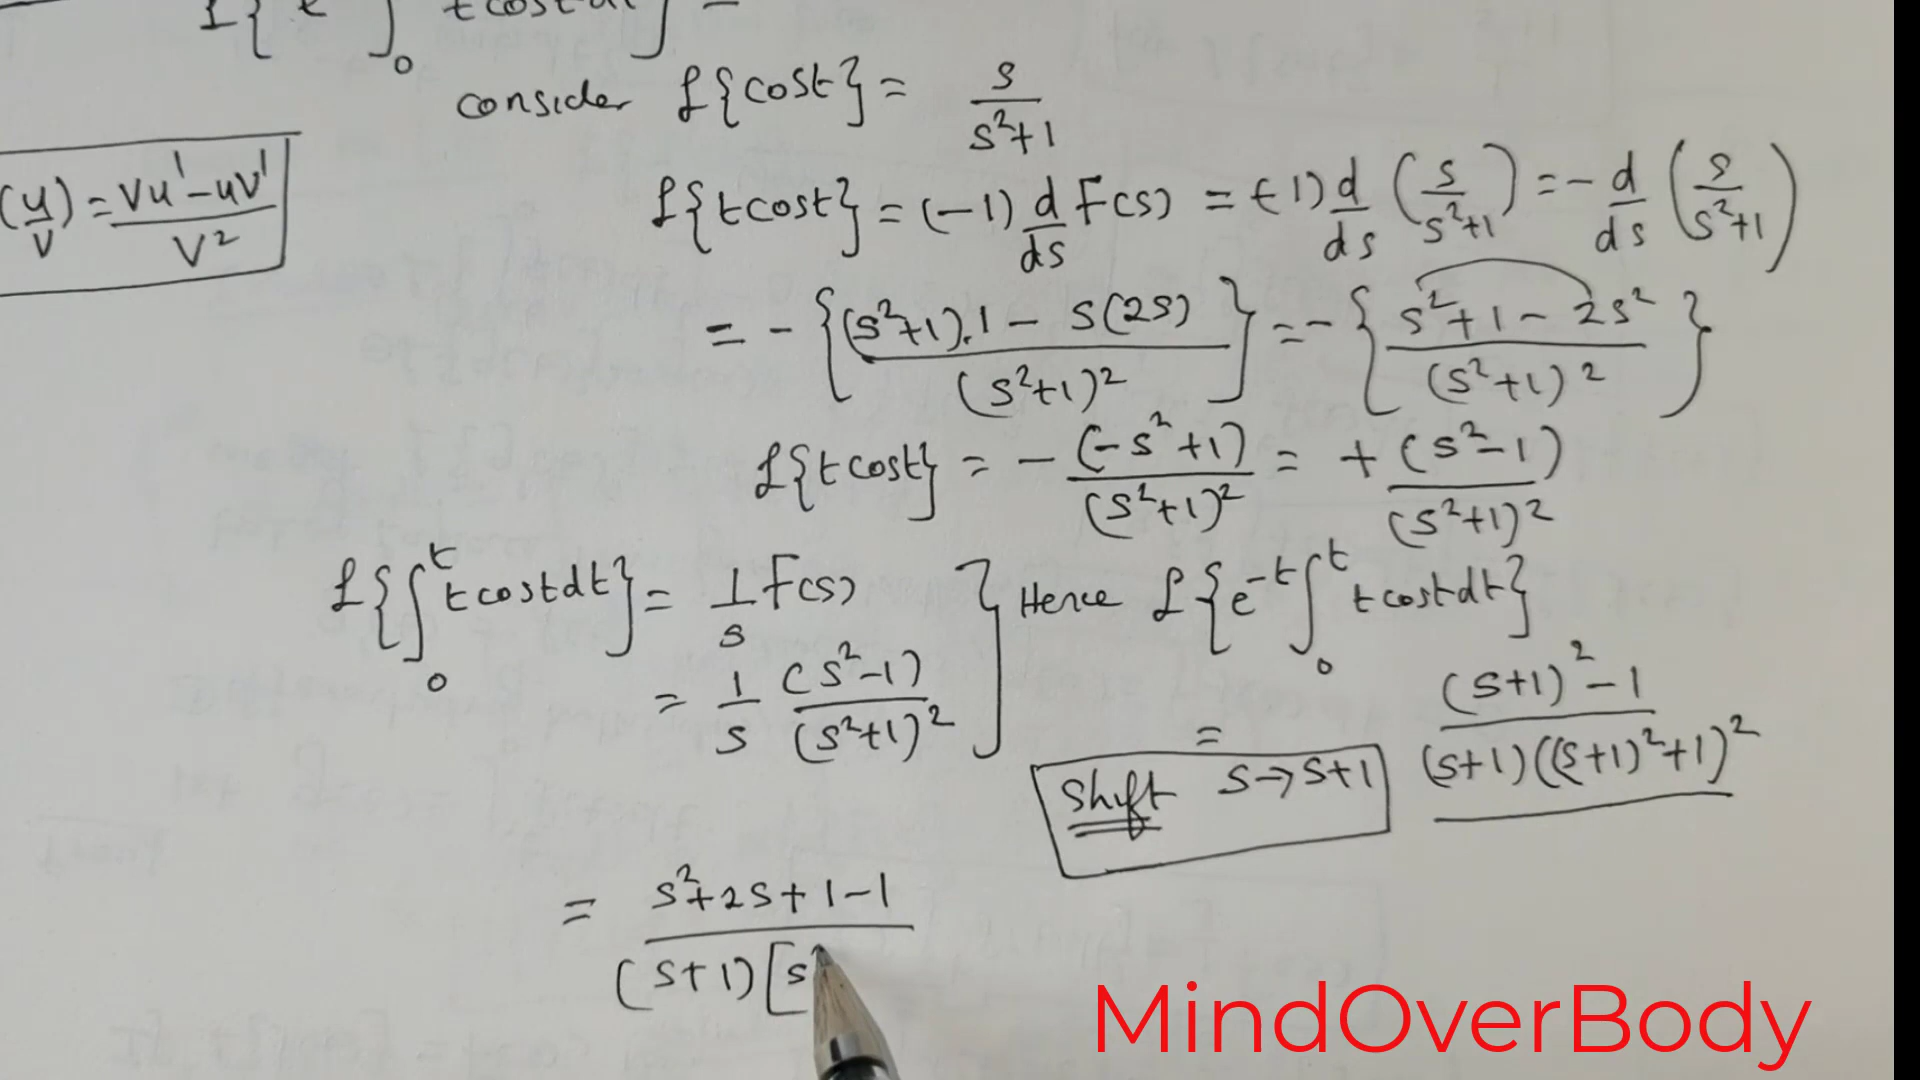 £{e ∫₀ t cost dt} =
consider £{cost} = s/(s²+1)
(u/v) = (vu' - uv')/v²
£{tcost} = (-1) d/ds F(s) = (-1) d/ds (s/(s²+1)) = - d/ds (s/(s²+1))
= - {((s²+1).1 - s(2s))/(s²+1)²} = - {(s²+1 - 2s²)/(s²+1)²}
£{tcost} = - (-s²+1)/(s²+1)² = + (s²-1)/(s²+1)²
£{∫₀ᵗ tcostdt} = 1/s F(s)
= 1/s (s²-1)/(s²+1)²
Hence £{e^-t ∫₀ᵗ tcostdt}
= ((s+1)²-1)/((s+1)((s+1)²+1)²)
Shift s→s+1
= (s²+2s+1-1)/((s+1)[s
MindOverBody